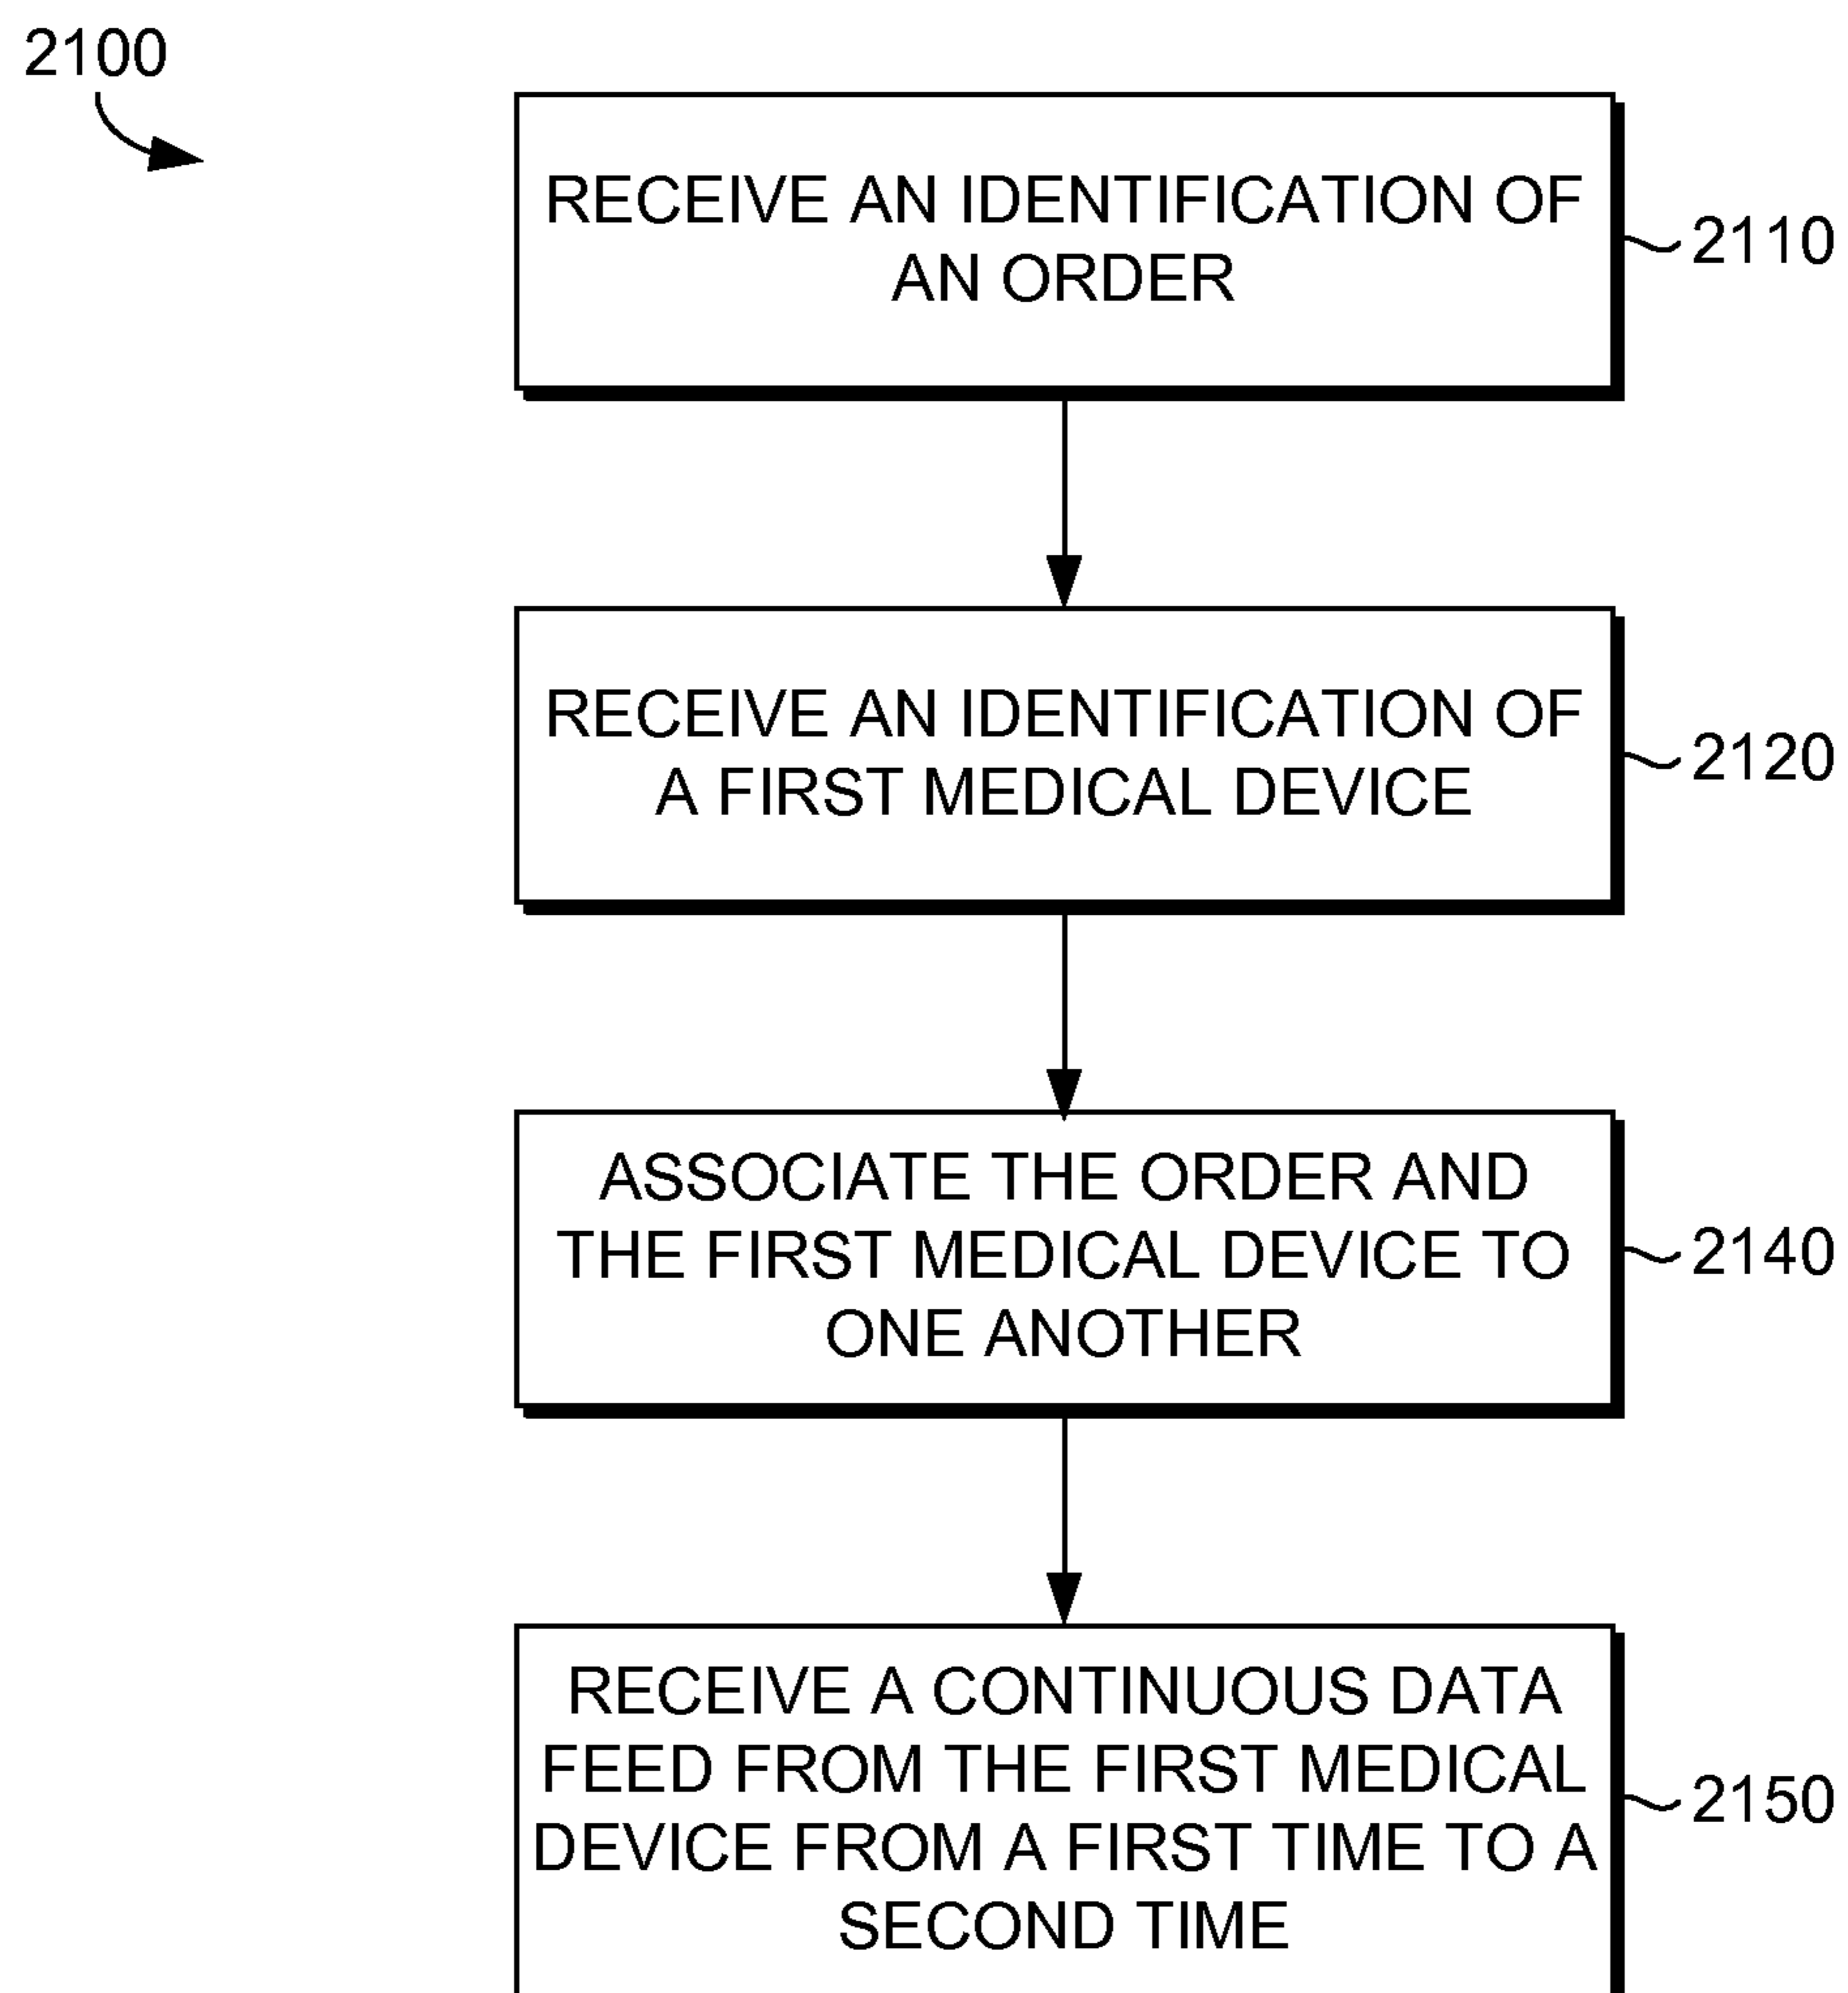 2100
RECEIVE AN IDENTIFICATION OF
AN ORDER
2110
RECEIVE AN IDENTIFICATION OF
A FIRST MEDICAL DEVICE
2120
ASSOCIATE THE ORDER AND
THE FIRST MEDICAL DEVICE TO
ONE ANOTHER
2140
RECEIVE A CONTINUOUS DATA
FEED FROM THE FIRST MEDICAL
DEVICE FROM A FIRST TIME TO A
SECOND TIME
2150